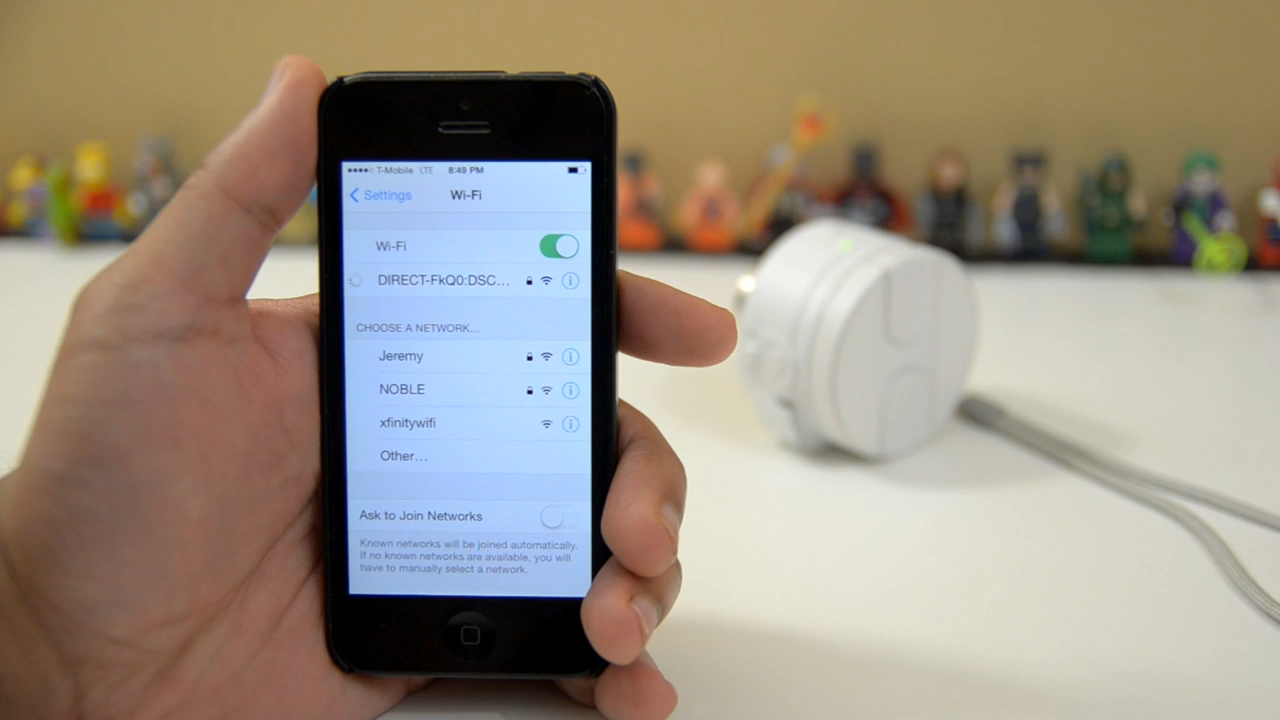 T-Mobile LTE 8:49 PM
Settings Wi-Fi
Wi-Fi
DIRECT-FkQ0:DSC...
CHOOSE A NETWORK...
Jeremy
NOBLE
xfinitywifi
Other...
Ask to Join Networks
Known networks will be joined automatically.
If no known networks are available, you will
have to manually select a network.